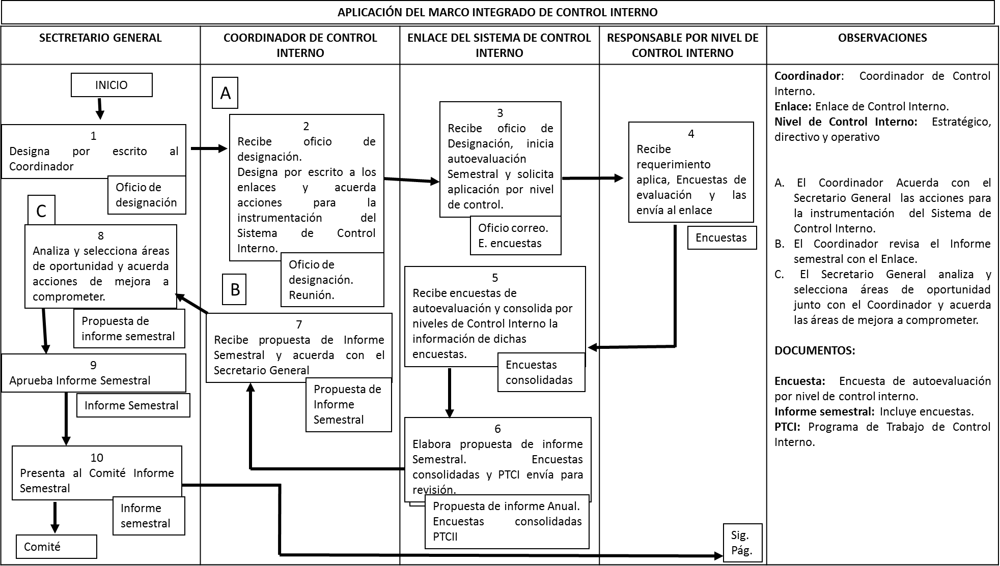 APLICACIÓN DEL MARCO INTEGRADO DE CONTROL INTERNO
SECTRETARIO GENERAL
COORDINADOR DE CONTROL
INTERNO
ENLACE DEL SISTEMA DE CONTROL
INTERNO
RESPONSABLE POR NIVEL DE
CONTROL INTERNO
OBSERVACIONES
INICIO
1
Designa por escrito al
Coordinador
Oficio de
designación
C
8
Analiza y selecciona áreas
de oportunidad y acuerda
acciones de mejora a
comprometer.
Propuesta de
informe semestral
9
Aprueba Informe Semestral
Informe Semestral
10
Presenta al Comité Informe
Semestral
Informe
semestral
Comité
A
2
Recibe oficio de
designación.
Designa por escrito a los
enlaces y acuerda
acciones para la
instrumentación del
Sistema de Control
Interno.
Oficio de
designación.
Reunión.
B
7
Recibe propuesta de Informe
Semestral y acuerda con el
Secretario General
Propuesta de
Informe
Semestral
3
Recibe oficio de
Designación, inicia
autoevaluación
Semestral y solicita
aplicación por nivel
de control.
Oficio correo.
E. encuestas
5
Recibe encuestas de
autoevaluación y consolida por
niveles de Control Interno la
información de dichas
encuestas.
Encuestas
consolidadas
6
Elabora propuesta de informe
Semestral. Encuestas
consolidadas y PTCI envía para
revisión.
Propuesta de informe Anual.
Encuestas consolidadas
PTCII
4
Recibe
requerimiento
aplica, Encuestas de
evaluación y las
envía al enlace
Encuestas
Sig.
Pág.
Coordinador: Coordinador de Control
Interno.
Enlace: Enlace de Control Interno.
Nivel de Control Interno: Estratégico,
directivo y operativo
A. El Coordinador Acuerda con el
Secretario General las acciones para
la instrumentación del Sistema de
Control Interno.
B. El Coordinador revisa el Informe
semestral con el Enlace.
C. El Secretario General analiza y
selecciona áreas de oportunidad
junto con el Coordinador y acuerda
las áreas de mejora a comprometer.
DOCUMENTOS:
Encuesta: Encuesta de autoevaluación
por nivel de control interno.
Informe semestral: Incluye encuestas.
PTCI: Programa de Trabajo de Control
Interno.